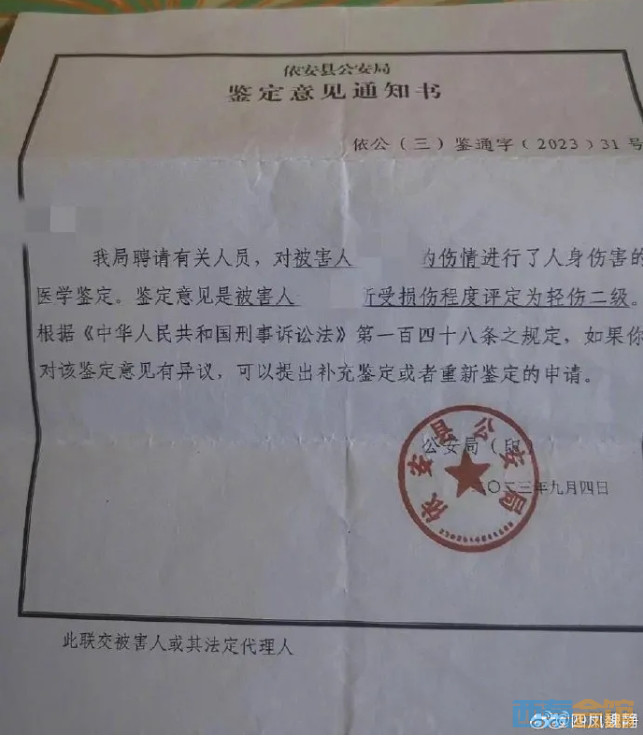 依安县公安局
鉴定意见通知书
依公(三)鉴通字〔2023〕31号
我局聘请有关人员，对被害人 的伤情进行了人身伤害的
医学鉴定。鉴定意见是被害人 所受损伤程度评定为轻伤二级。
根据《中华人民共和国刑事诉讼法》第一百四十八条之规定，如果你
对该鉴定意见有异议，可以提出补充鉴定或者重新鉴定的申请。
公安局(印)
依安县公安局
二〇二三年九月四日
此联交被害人或其法定代理人